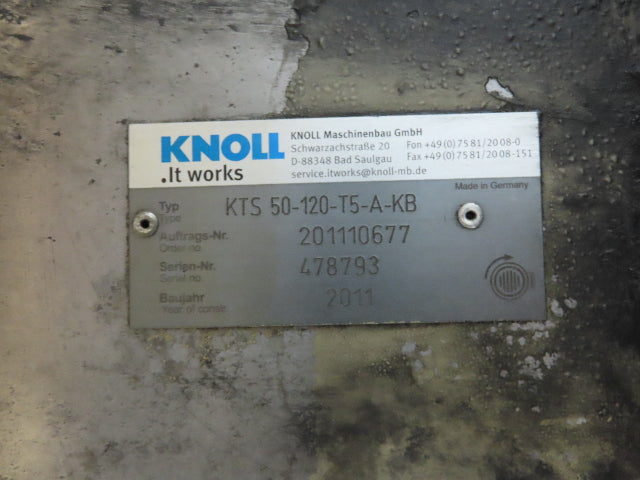 KNOLL
.It works
KNOLL Maschinenbau GmbH
Schwarzachstraße 20 Fon +49 (0) 75 81/20 08-0
D-88348 Bad Saulgau Fax +49 (0) 75 81/20 08-151
service.itworks@knoll-mb.de
Made in Germany
Typ KTS 50-120-T5-A-KB
Type
Auftrags-Nr. 201110677
Order no.
Serien-Nr. 478793
Serial no.
Baujahr 2011
Year of constr.